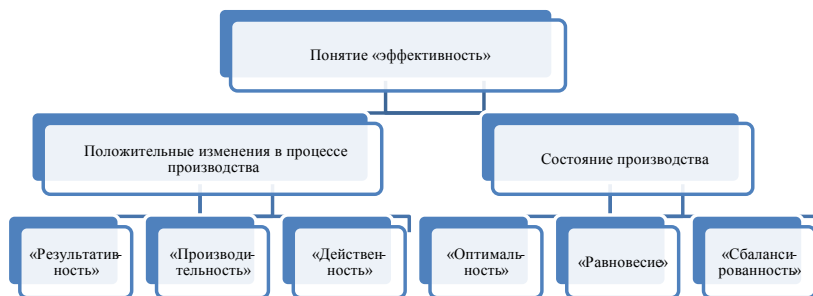 Понятие «эффективность»
Положительные изменения в процессе
производства
Состояние производства
«Результатив-
ность»
«Производи-
тельность»
«Действен-
ность»
«Оптималь-
ность»
«Равновесие»
«Сбаланси-
рованность»